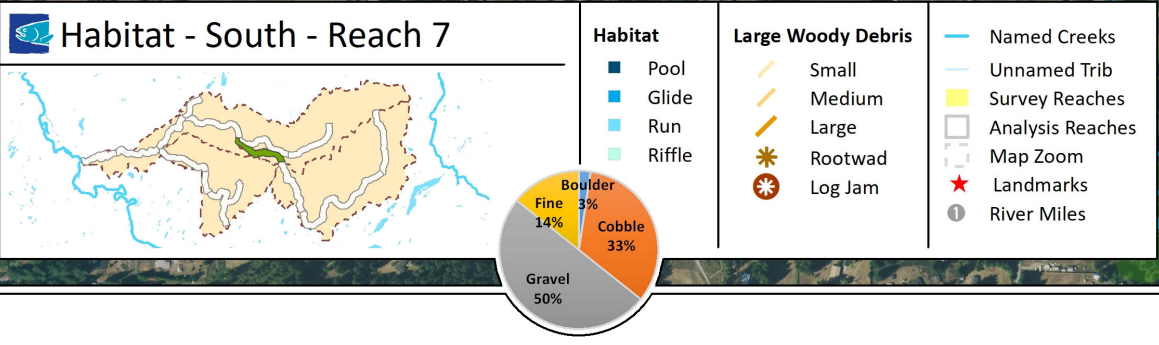 Habitat - South - Reach 7
Habitat
Pool
Glide
Run
Riffle
Large Woody Debris
Small
Medium
Large
Rootwad
Log Jam
Named Creeks
Unnamed Trib
Survey Reaches
Analysis Reaches
Map Zoom
Landmarks
1 River Miles
Boulder
3%
Cobble
33%
Gravel
50%
Fine
14%